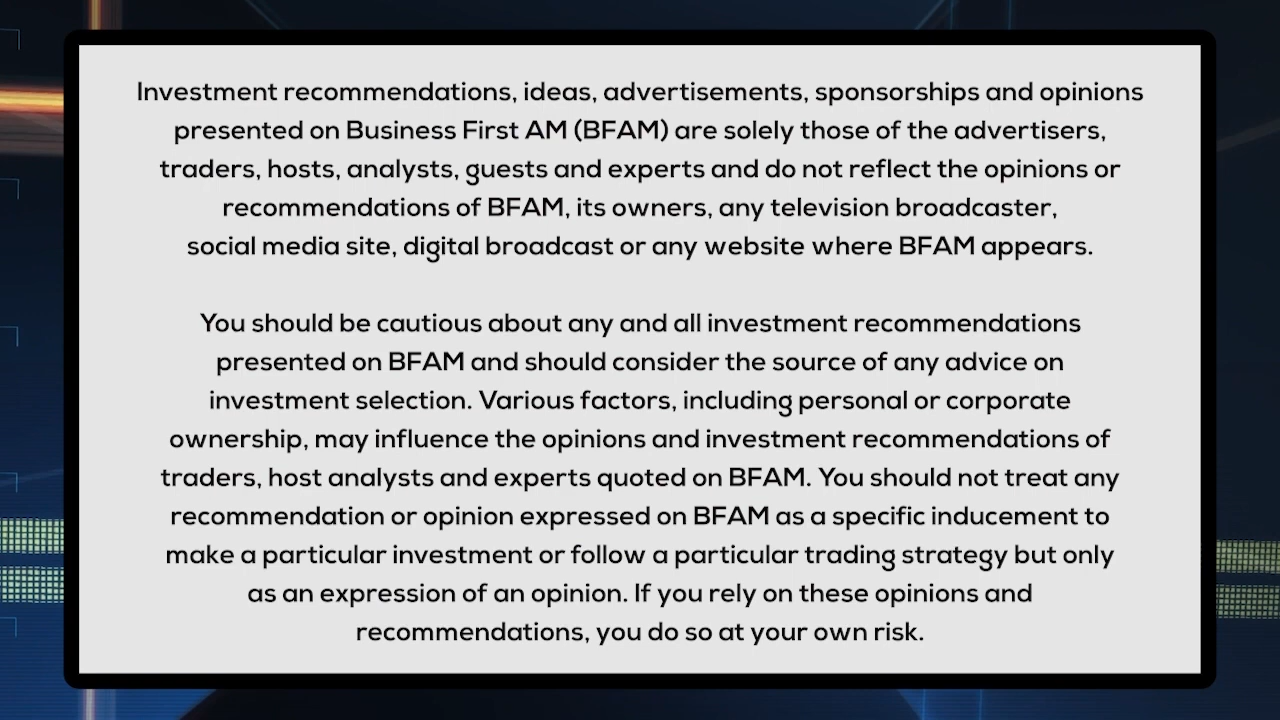 Investment recommendations, ideas, advertisements, sponsorships and opinions
presented on Business First AM (BFAM) are solely those of the advertisers,
traders, hosts, analysts, guests and experts and do not reflect the opinions or
recommendations of BFAM, its owners, any television broadcaster,
social media site, digital broadcast or any website where BFAM appears.
You should be cautious about any and all investment recommendations
presented on BFAM and should consider the source of any advice on
investment selection. Various factors, including personal or corporate
ownership, may influence the opinions and investment recommendations of
traders, host analysts and experts quoted on BFAM. You should not treat any
recommendation or opinion expressed on BFAM as a specific inducement to
make a particular investment or follow a particular trading strategy but only
as an expression of an opinion. If you rely on these opinions and
recommendations, you do so at your own risk.